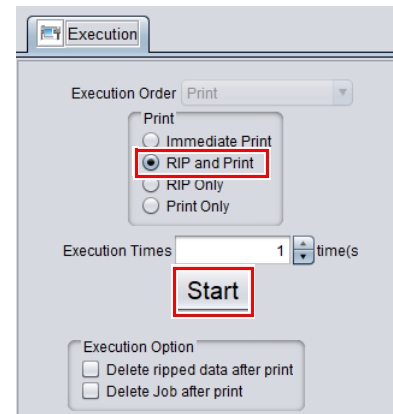 Execution
Execution Order Print
Print
Immediate Print
RIP and Print
RIP Only
Print Only
Execution Times 1 time(s
Start
Execution Option
Delete ripped data after print
Delete Job after print